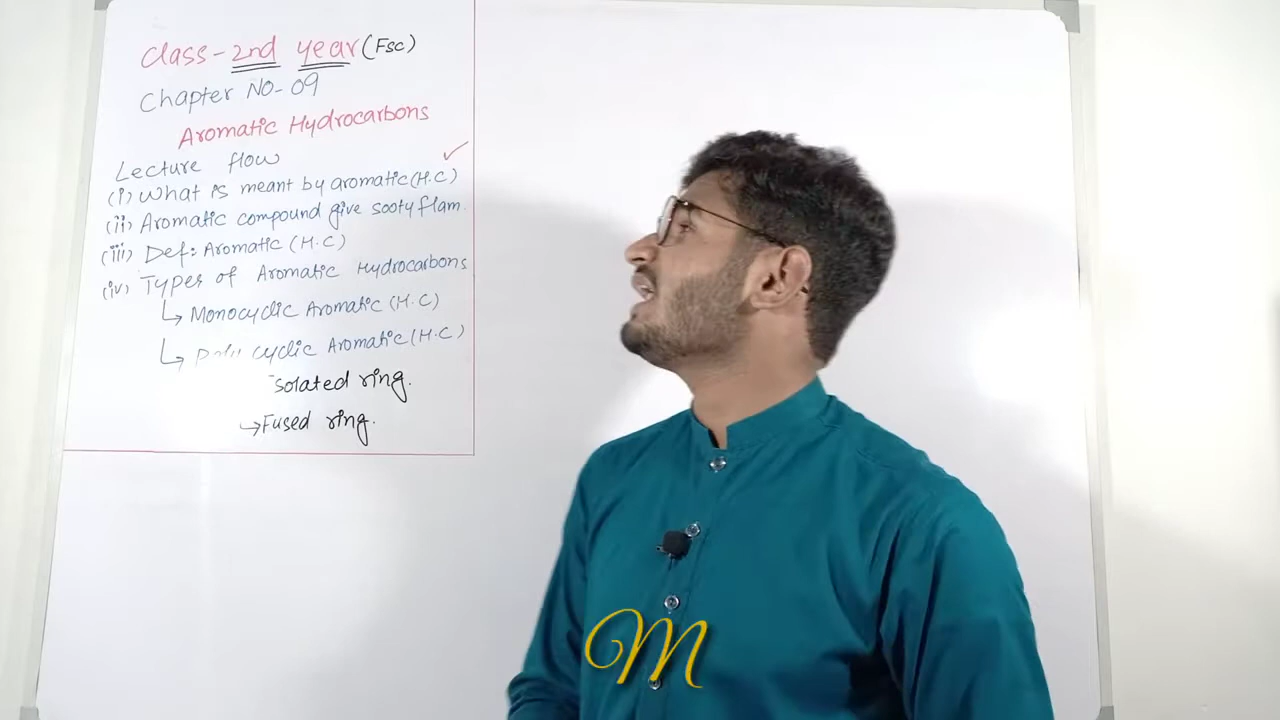 Class-2nd year (Fsc)
Chapter NO-09
Aromatic Hydrocarbons
Lecture flow
(i) What is meant by aromatic (H.C)
(ii) Aromatic compound give sooty flam.
(iii) Def: Aromatic (H.C)
(iv) Types of Aromatic Hydrocarbons
↳ Monocyclic Aromatic (H.C)
↳ Poly cyclic Aromatic (H.C)
solated ring.
→Fused ring.
M